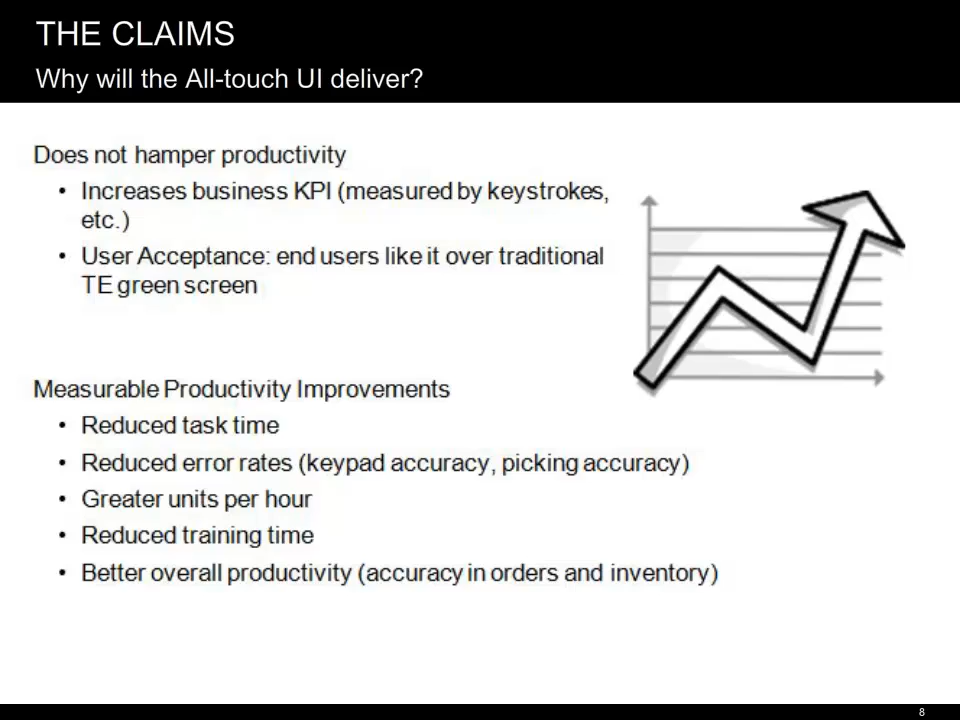 THE CLAIMS
Why will the All-touch UI deliver?
Does not hamper productivity
• Increases business KPI (measured by keystrokes,
etc.)
• User Acceptance: end users like it over traditional
TE green screen
Measurable Productivity Improvements
• Reduced task time
• Reduced error rates (keypad accuracy, picking accuracy)
• Greater units per hour
• Reduced training time
• Better overall productivity (accuracy in orders and inventory)
8